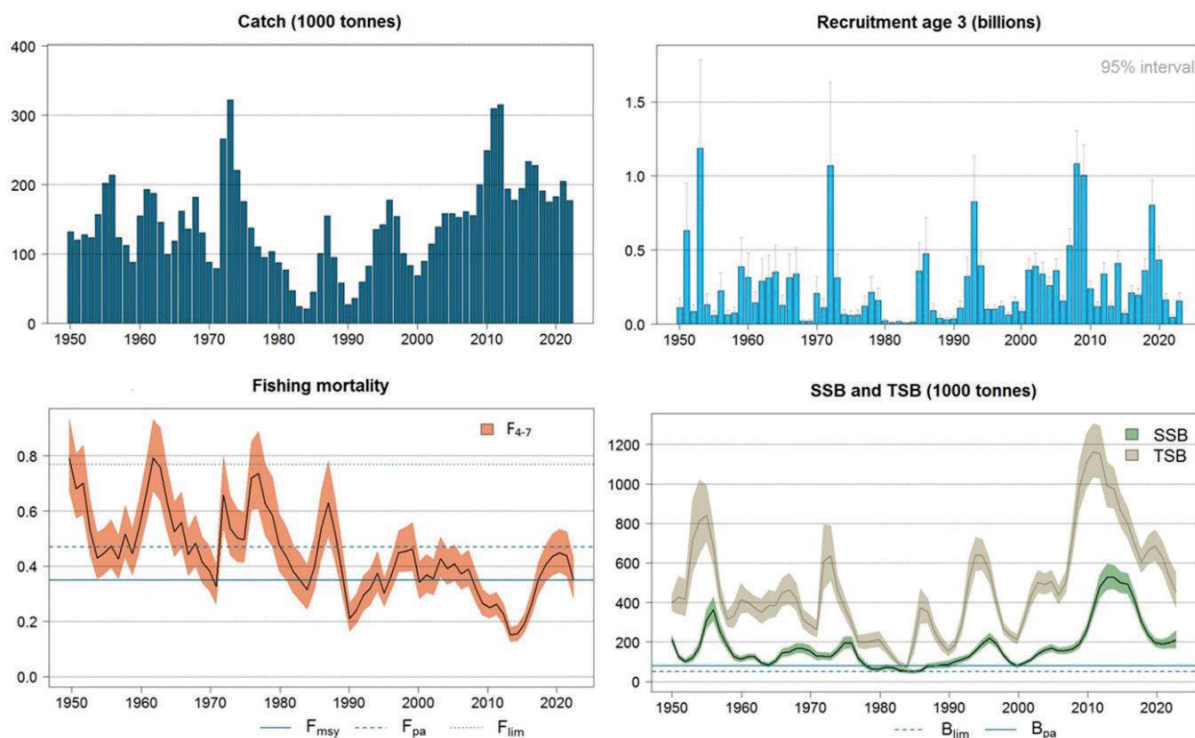 Catch (1000 tonnes)
400
300
200
100
0
1950 1960 1970 1980 1990 2000 2010 2020
Recruitment age 3 (billions)
95% interval
1.5
1.0
0.5
0.0
1950 1960 1970 1980 1990 2000 2010 2020
Fishing mortality
F4-7
0.8
0.6
0.4
0.2
0.0
1950 1960 1970 1980 1990 2000 2010 2020
Fmsy Fpa Flim
SSB and TSB (1000 tonnes)
SSB
TSB
1200
1000
800
600
400
200
0
1950 1960 1970 1980 1990 2000 2010 2020
Blim Bpa